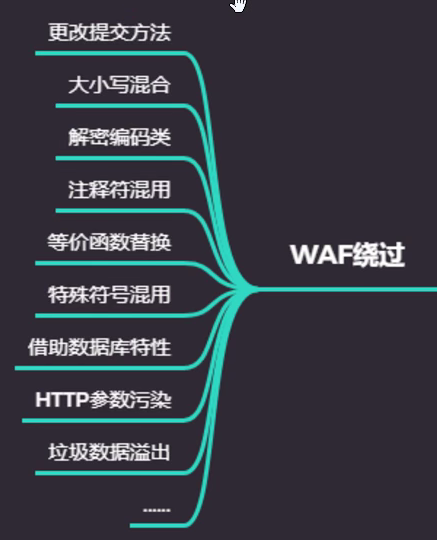 更改提交方法
大小写混合
解密编码类
注释符混用
等价函数替换
特殊符号混用
借助数据库特性
HTTP参数污染
垃圾数据溢出
......
WAF绕过